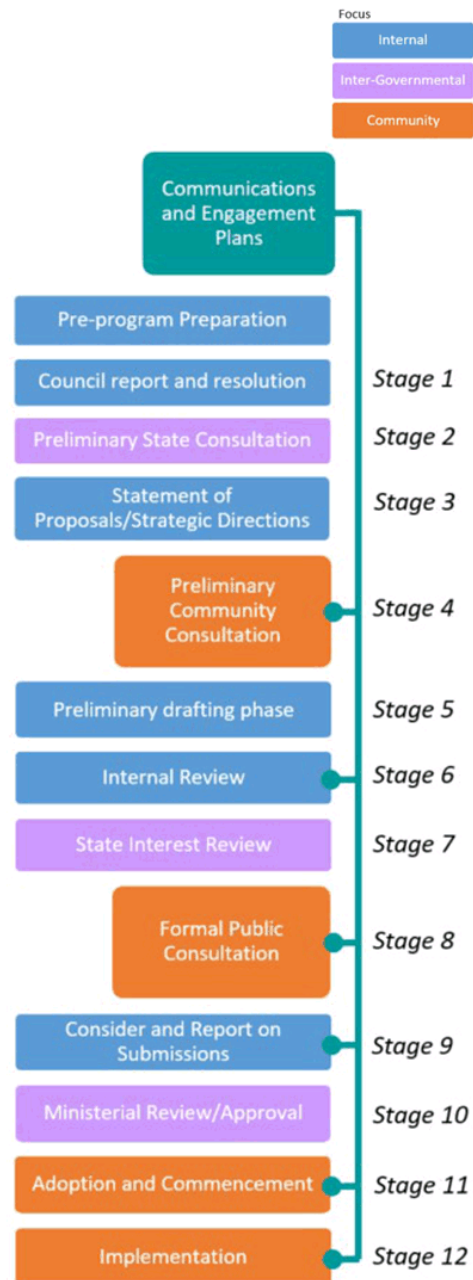 Focus
Internal
Inter-Governmental
Community
Communications
and Engagement
Plans
Pre-program Preparation
Council report and resolution
Stage 1
Preliminary State Consultation
Stage 2
Statement of
Proposals/Strategic Directions
Stage 3
Preliminary
Community
Consultation
Stage 4
Preliminary drafting phase
Stage 5
Internal Review
Stage 6
State Interest Review
Stage 7
Formal Public
Consultation
Stage 8
Consider and Report on
Submissions
Stage 9
Ministerial Review/Approval
Stage 10
Adoption and Commencement
Stage 11
Implementation
Stage 12